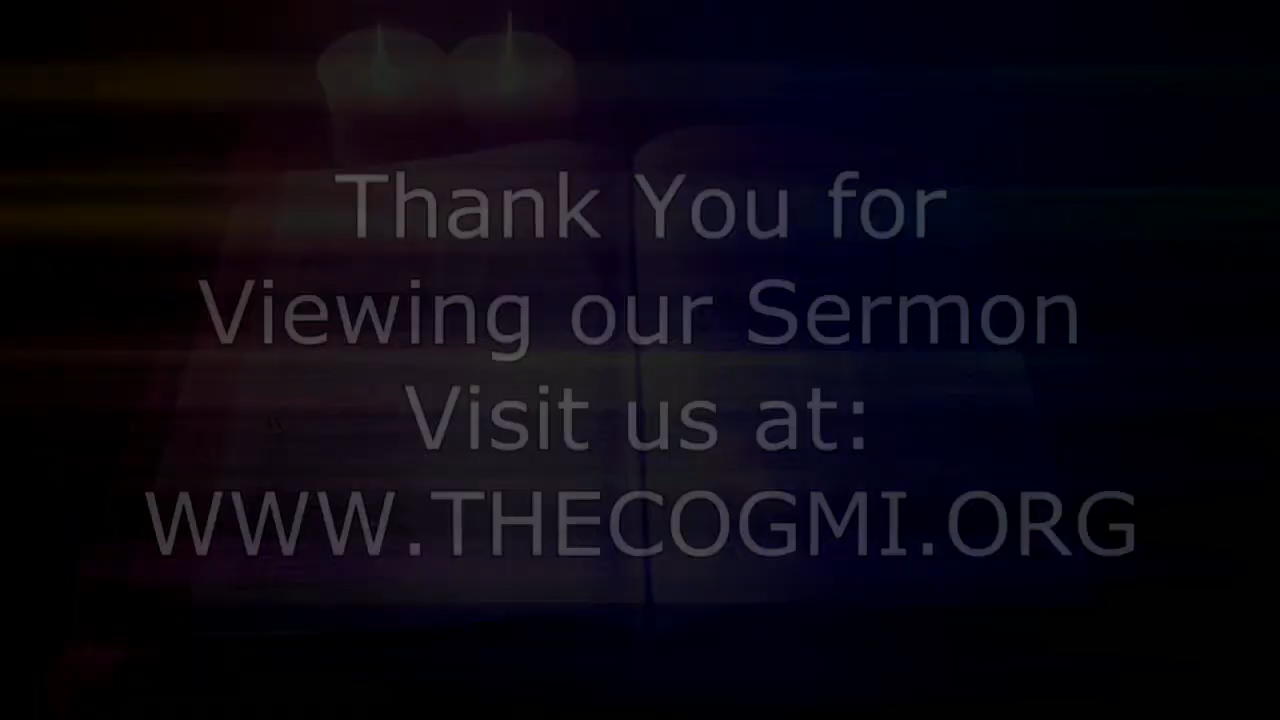 Thank You for
Viewing our Sermon
Visit us at:
WWW.THECOGMI.ORG